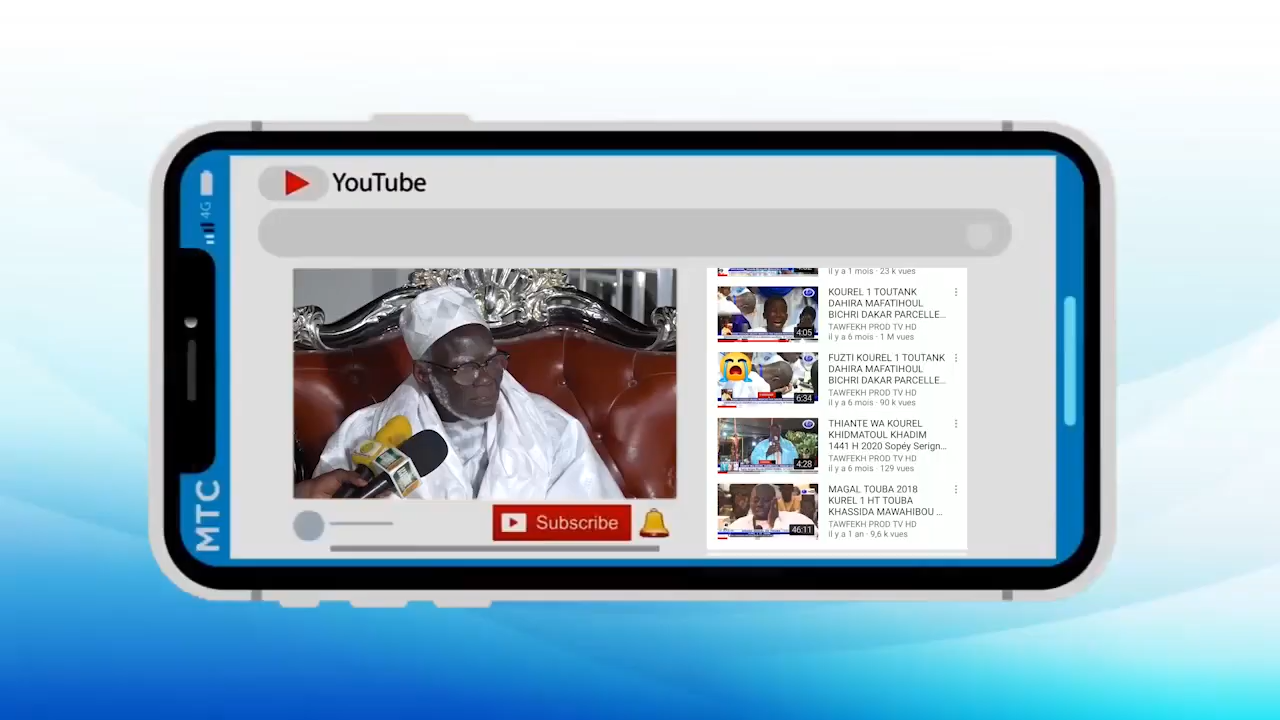 4G
MTC
YouTube
Subscribe
il y a 1 mois · 23 k vues
KOUREL 1 TOUTANK
DAHIRA MAFATIHOUL
BICHRI DAKAR PARCELLE...
TAWFEKH PROD TV HD
il y a 6 mois · 1 M vues
4:05
FUZTI KOUREL 1 TOUTANK
DAHIRA MAFATIHOUL
BICHRI DAKAR PARCELLE...
TAWFEKH PROD TV HD
il y a 6 mois · 90 k vues
6:34
THIANTE WA KOUREL
KHIDMATOUL KHADIM
1441 H 2020 Sopéy Serign...
TAWFEKH PROD TV HD
il y a 6 mois · 129 vues
4:28
MAGAL TOUBA 2018
KUREL 1 HT TOUBA
KHASSIDA MAWAHIBOU ...
TAWFEKH PROD TV HD
il y a 1 an · 9,6 k vues
46:11